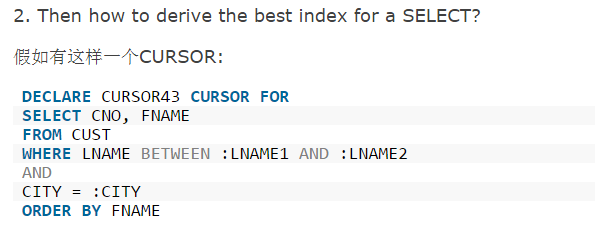 2. Then how to derive the best index for a SELECT?
假如有这样一个CURSOR:
DECLARE CURSOR43 CURSOR FOR
SELECT CNO, FNAME
FROM CUST
WHERE LNAME BETWEEN :LNAME1 AND :LNAME2
AND
CITY = :CITY
ORDER BY FNAME